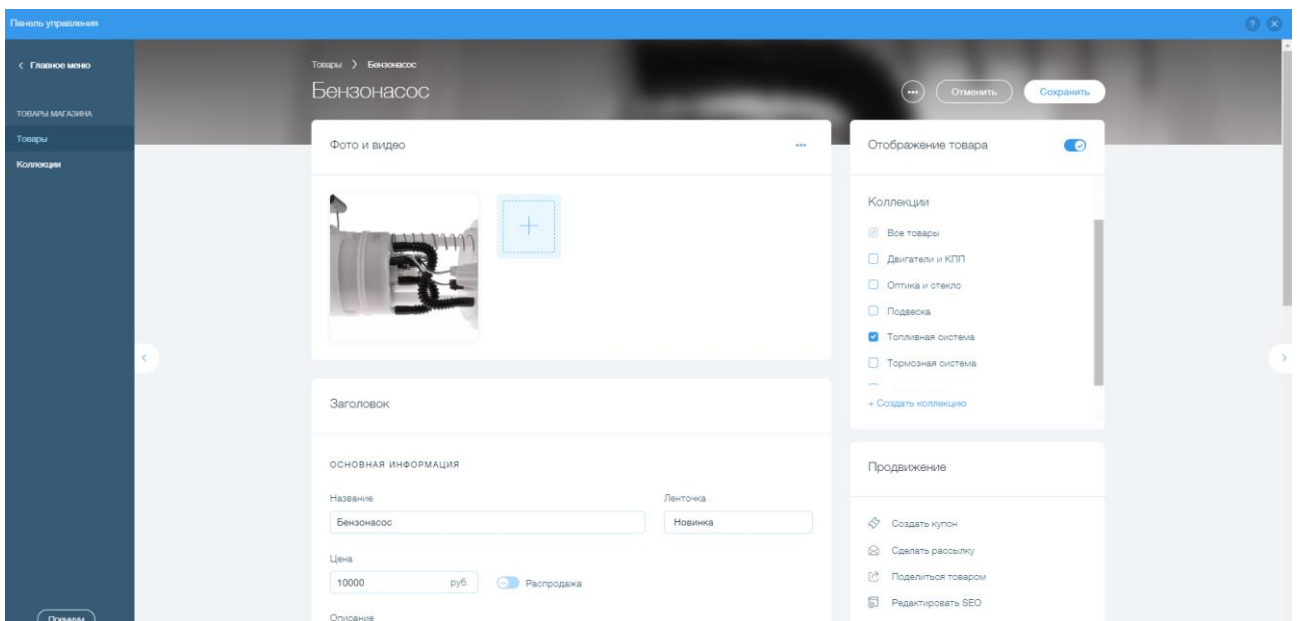 Панель управления
?
Главное меню
ТОВАРЫ МАГАЗИНА
Товары
Коллекции
Премиум
Товары > Бензонасос
Бензонасос
Отменить
Сохранить
Фото и видео
Заголовок
ОСНОВНАЯ ИНФОРМАЦИЯ
Название
Ленточка
Бензонасос
Новинка
Цена
10000 руб.
Распродажа
Описание
Отображение товара
Коллекции
Все товары
Двигатели и КПП
Оптика и стекло
Подвеска
Топливная система
Тормозная система
+ Создать коллекцию
Продвижение
Создать купон
Сделать рассылку
Поделиться товаром
Редактировать SEO